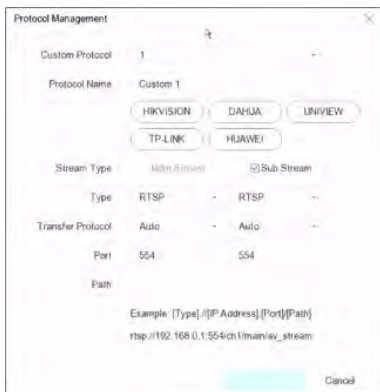 Protocol Management
Custom Protocol 1
Protocol Name Custom 1
HIKVISION DAHUA UNIVIEW
TP-LINK HUAWEI
Stream Type Main Stream Sub Stream
Type RTSP RTSP
Transfer Protocol Auto Auto
Port 554 554
Path
Example: [Type]://[IP Address]:[Port]/[Path]
rtsp://192.168.0.1:554/ch1/main/av_stream
Cancel